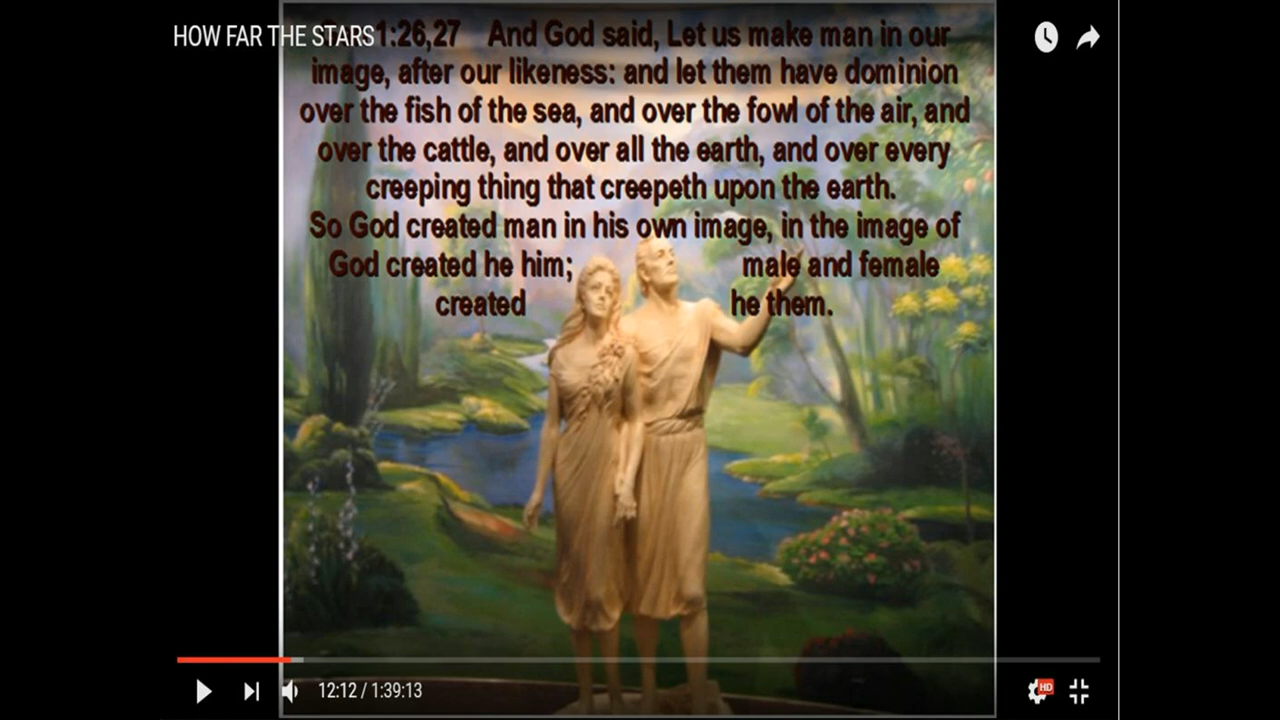 HOW FAR THE STARS
1:26,27 And God said, Let us make man in our
image, after our likeness: and let them have dominion
over the fish of the sea, and over the fowl of the air, and
over the cattle, and over all the earth, and over every
creeping thing that creepeth upon the earth.
So God created man in his own image, in the image of
God created he him; male and female
created he them.
12:12 / 1:39:13
HD